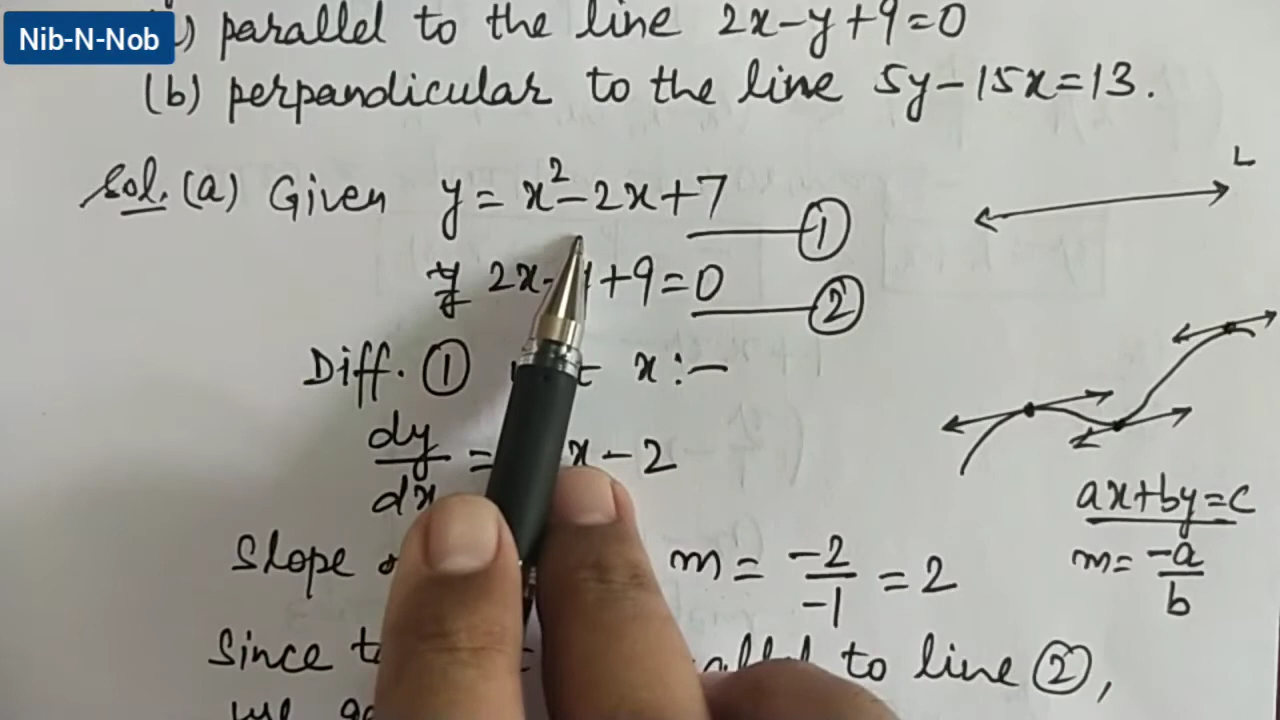 Nib-N-Nob
) parallel to the line 2x-y+9=0
(b) perpendicular to the line 5y-15x=13.
L
Sol. (a) Given y = x²-2x+7 ——①
2x- +9=0 ——②
Diff. ① x:-
dy/dx = x-2
ax+by=c
Slope m = -2/-1 = 2
m= -a/b
Since to line ②,